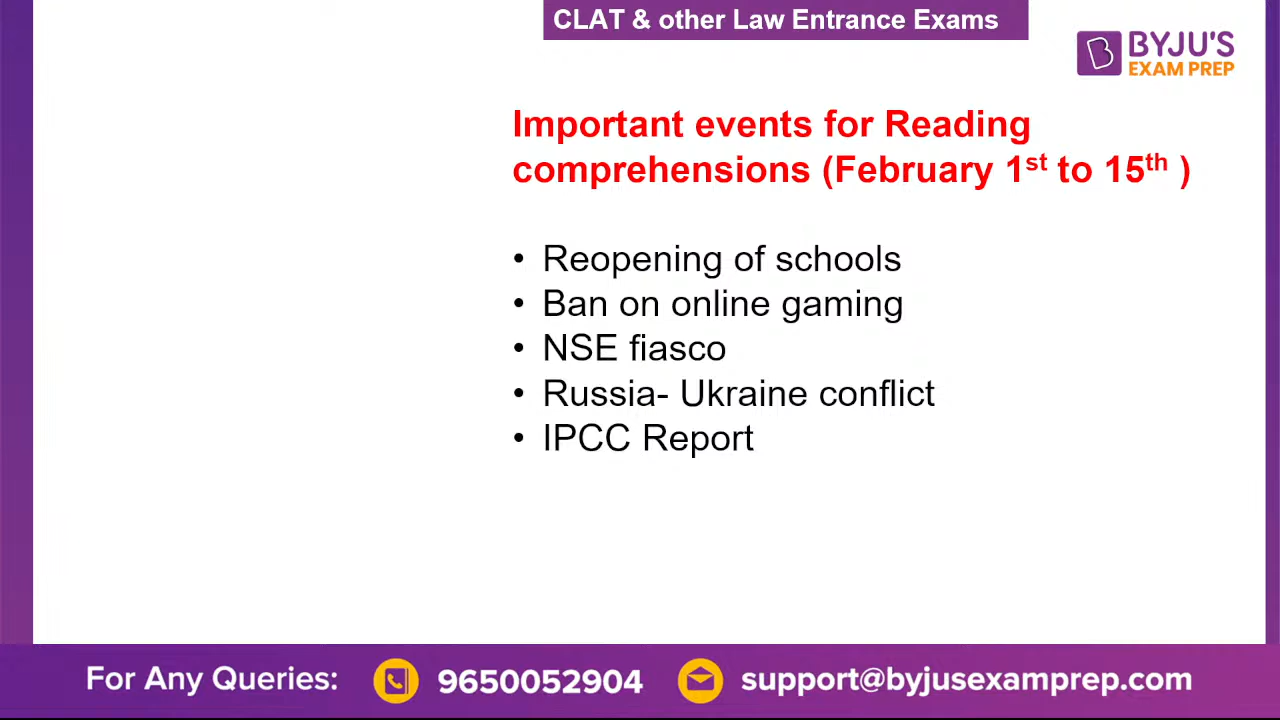 CLAT & other Law Entrance Exams
BYJU'S
EXAM PREP
Important events for Reading
comprehensions (February 1st to 15th )
• Reopening of schools
• Ban on online gaming
• NSE fiasco
• Russia- Ukraine conflict
• IPCC Report
For Any Queries: 9650052904 support@byjusexamprep.com